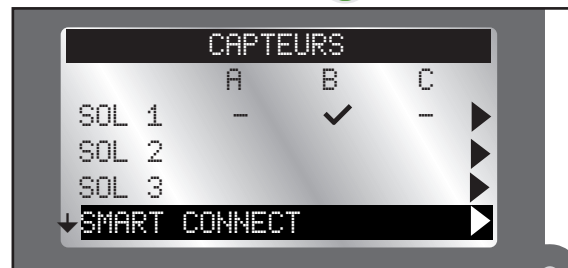 CAPTEURS
A B C
SOL 1 – ✓ –
SOL 2
SOL 3
SMART CONNECT